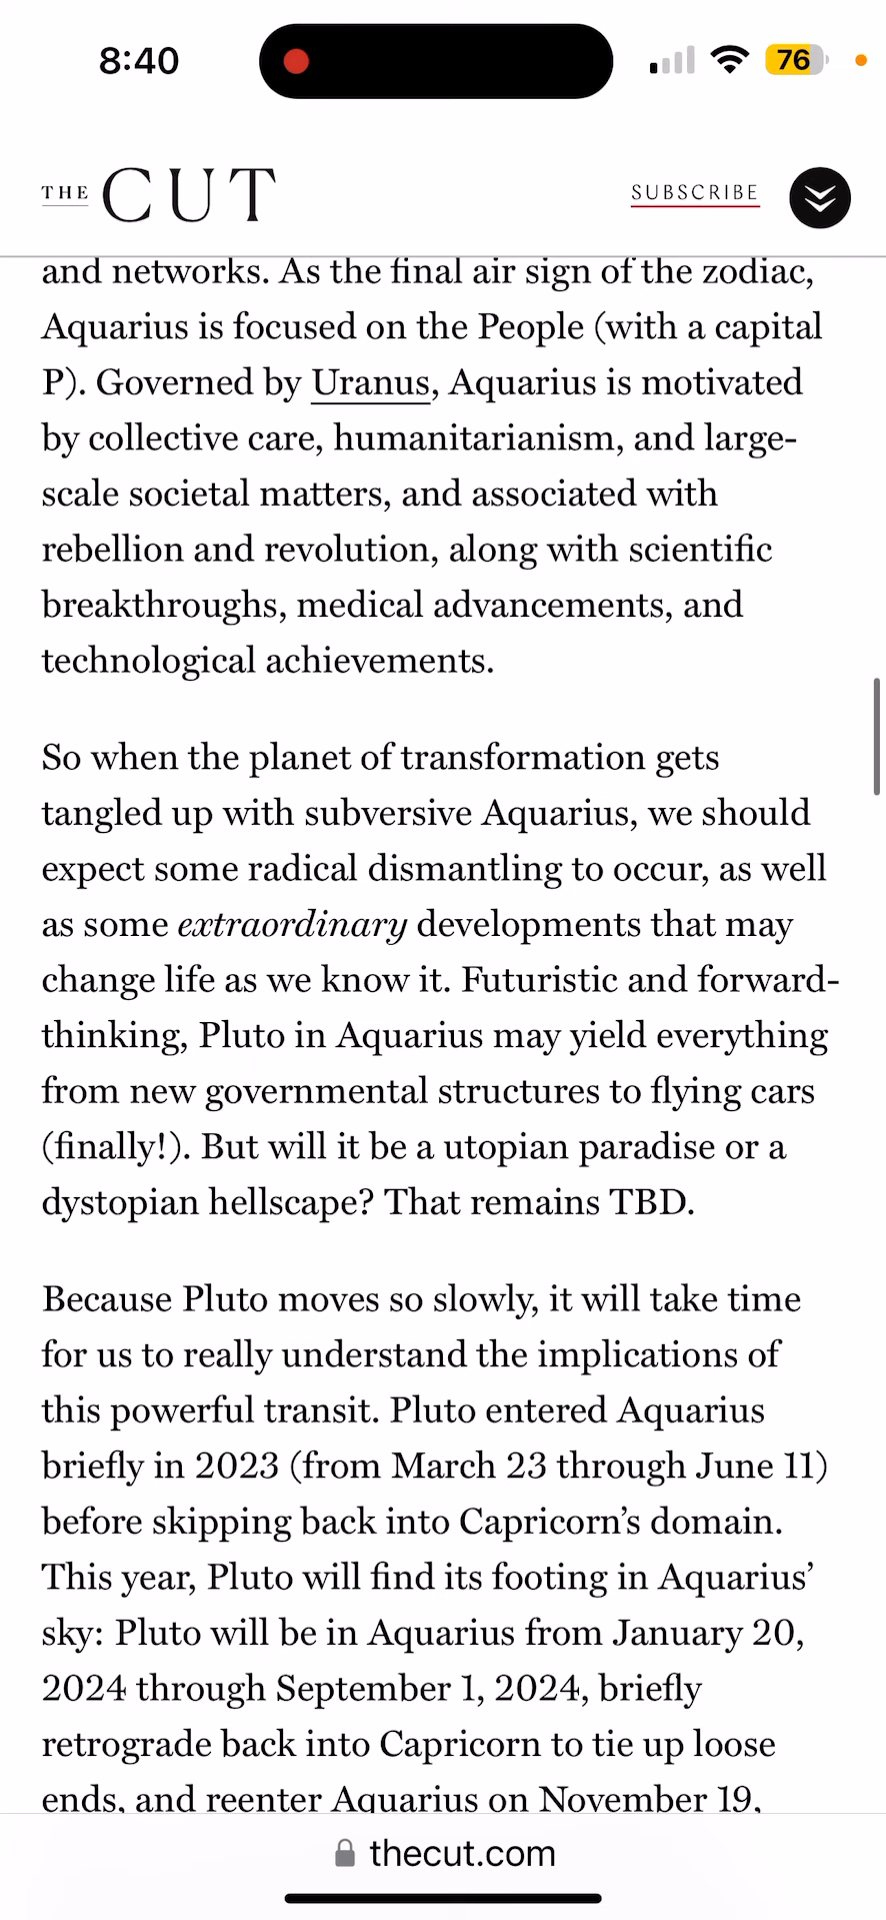 8:40
76
THE CUT
SUBSCRIBE
and networks. As the final air sign of the zodiac,
Aquarius is focused on the People (with a capital
P). Governed by Uranus, Aquarius is motivated
by collective care, humanitarianism, and large-
scale societal matters, and associated with
rebellion and revolution, along with scientific
breakthroughs, medical advancements, and
technological achievements.
So when the planet of transformation gets
tangled up with subversive Aquarius, we should
expect some radical dismantling to occur, as well
as some extraordinary developments that may
change life as we know it. Futuristic and forward-
thinking, Pluto in Aquarius may yield everything
from new governmental structures to flying cars
(finally!). But will it be a utopian paradise or a
dystopian hellscape? That remains TBD.
Because Pluto moves so slowly, it will take time
for us to really understand the implications of
this powerful transit. Pluto entered Aquarius
briefly in 2023 (from March 23 through June 11)
before skipping back into Capricorn’s domain.
This year, Pluto will find its footing in Aquarius’
sky: Pluto will be in Aquarius from January 20,
2024 through September 1, 2024, briefly
retrograde back into Capricorn to tie up loose
ends, and reenter Aquarius on November 19,
thecut.com